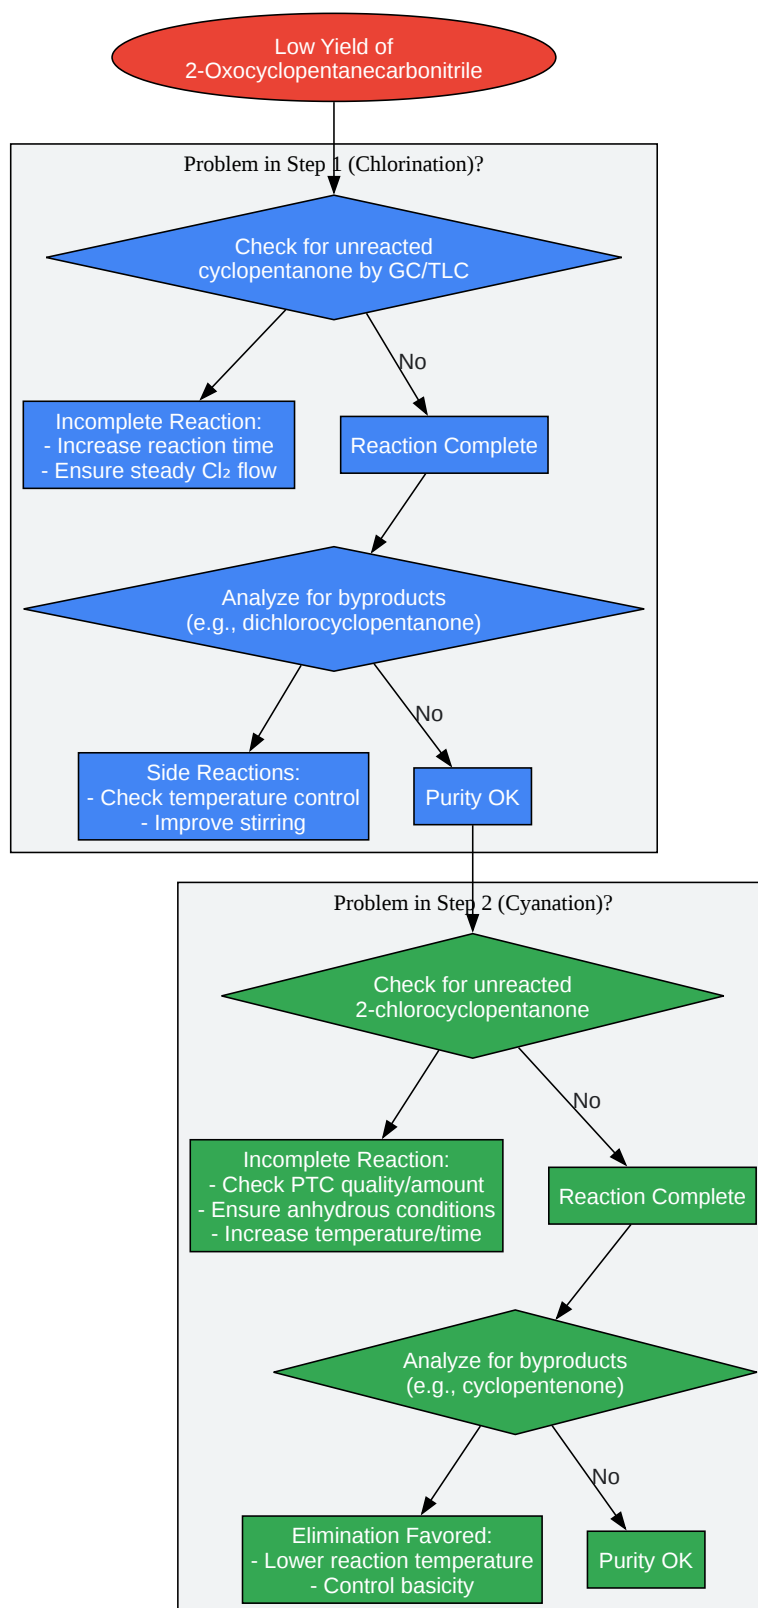 Low Yield of
2-Oxocyclopentanecarbonitrile
Problem in Step 1 (Chlorination)?
Check for unreacted
cyclopentanone by GC/TLC
No
Incomplete Reaction:
- Increase reaction time
- Ensure steady Cl₂ flow
Reaction Complete
Analyze for byproducts
(e.g., dichlorocyclopentanone)
No
Side Reactions:
- Check temperature control
- Improve stirring
Purity OK
Problem in Step 2 (Cyanation)?
Check for unreacted
2-chlorocyclopentanone
No
Incomplete Reaction:
- Check PTC quality/amount
- Ensure anhydrous conditions
- Increase temperature/time
Reaction Complete
Analyze for byproducts
(e.g., cyclopentenone)
No
Elimination Favored:
- Lower reaction temperature
- Control basicity
Purity OK